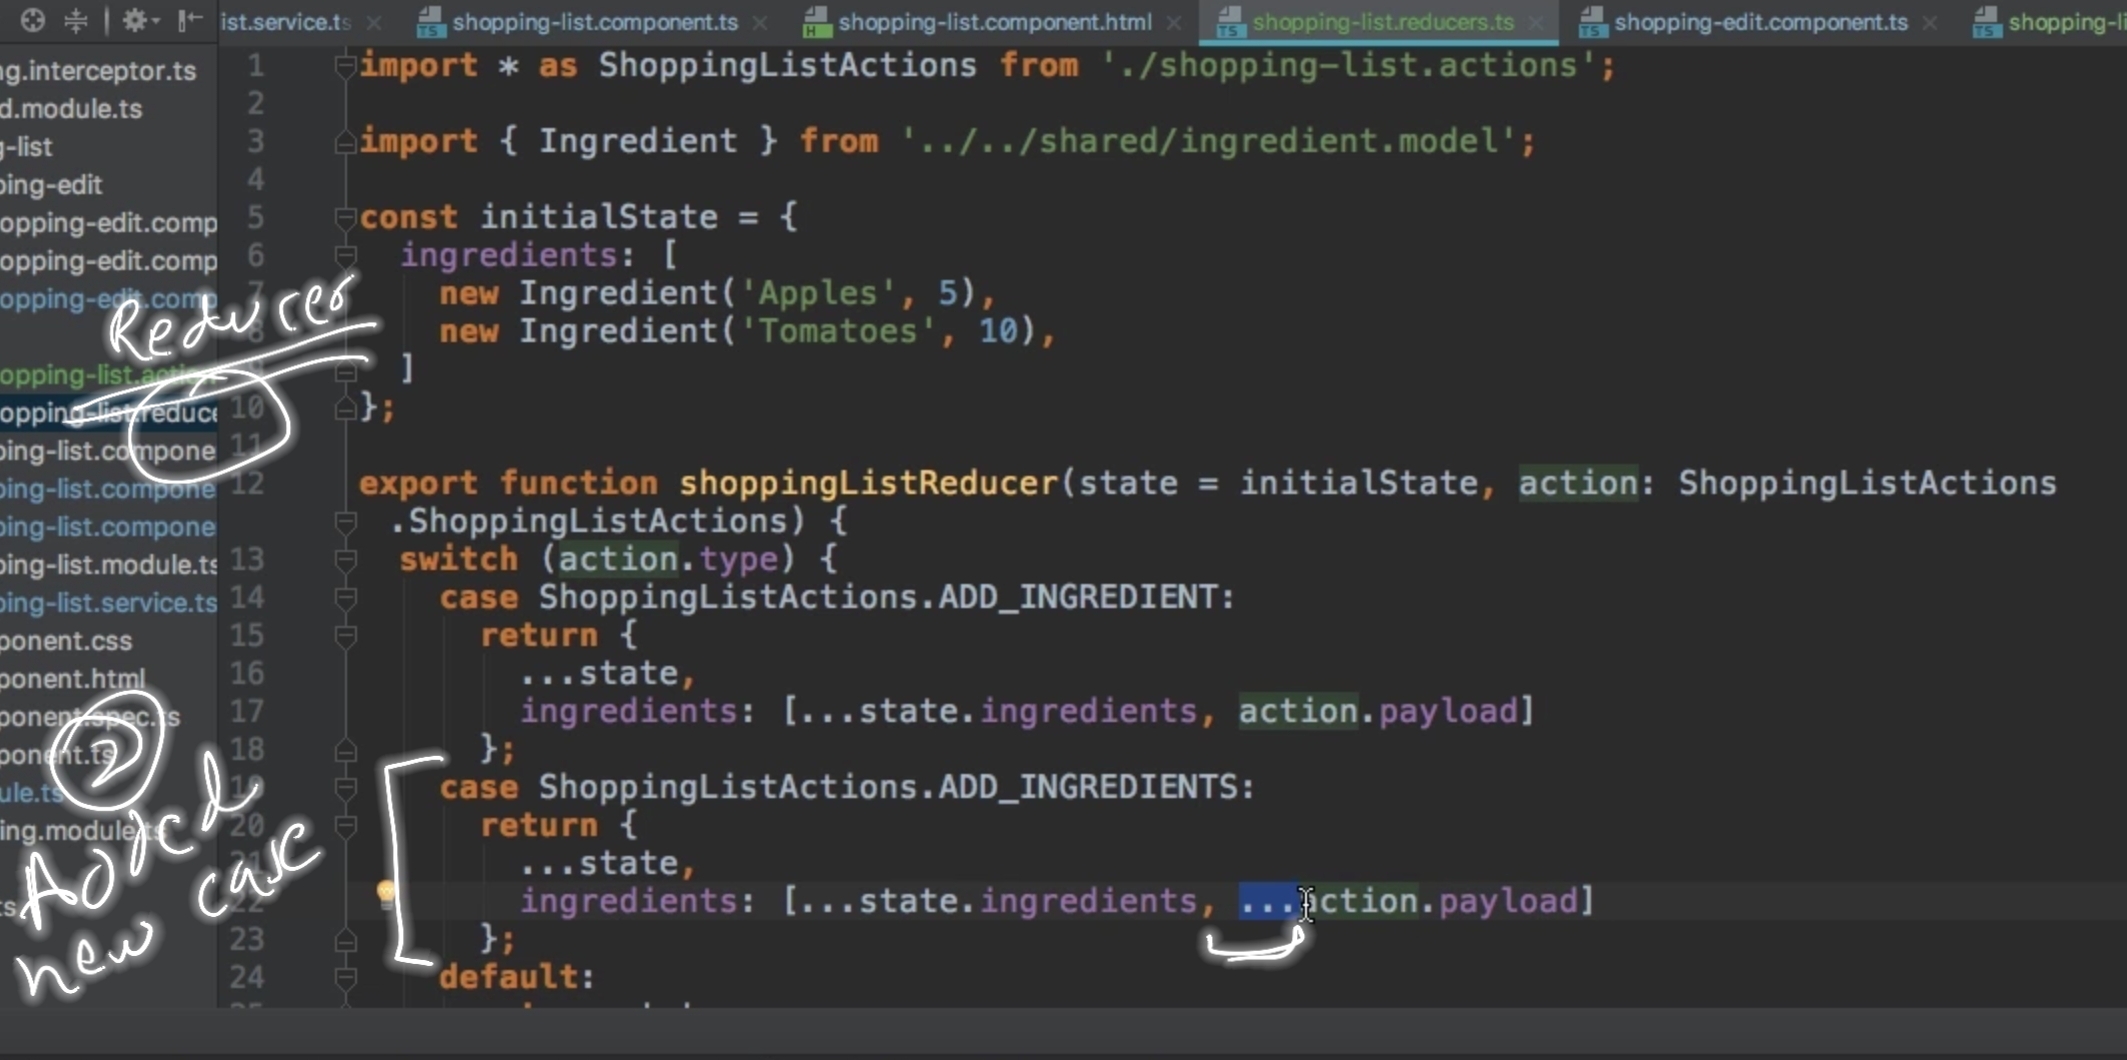 ist.service.ts
shopping-list.component.ts
shopping-list.component.html
shopping-list.reducers.ts
shopping-edit.component.ts
shopping-li
ng.interceptor.ts
d.module.ts
g-list
ping-edit
opping-edit.comp
opping-edit.comp
opping-edit.comp
opping-list.action
opping-list.reduce
ping-list.compone
ping-list.compone
ping-list.compone
ping-list.module.ts
ping-list.service.ts
ponent.css
ponent.html
ponent.spec.ts
ponent.ts
ule.ts
ing.module.ts
ts.
Reducer
2
Added
new case
1 import * as ShoppingListActions from './shopping-list.actions';
2
3 import { Ingredient } from '../../shared/ingredient.model';
4
5 const initialState = {
6 ingredients: [
7 new Ingredient('Apples', 5),
8 new Ingredient('Tomatoes', 10),
9 ]
10 };
11
12 export function shoppingListReducer(state = initialState, action: ShoppingListActions
.ShoppingListActions) {
13 switch (action.type) {
14 case ShoppingListActions.ADD_INGREDIENT:
15 return {
16 ...state,
17 ingredients: [...state.ingredients, action.payload]
18 };
19 case ShoppingListActions.ADD_INGREDIENTS:
20 return {
21 ...state,
22 ingredients: [...state.ingredients, ...action.payload]
23 };
24 default: